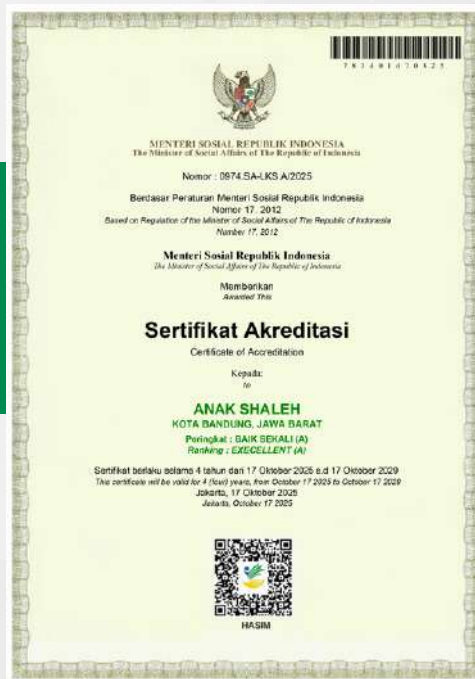 MENTERI SOSIAL REPUBLIK INDONESIA
The Minister of Social Affairs of The Republic of Indonesia
Nomor : 0974.SA-LKS.A/2025
Berdasar Peraturan Menteri Sosial Republik Indonesia
Nomor 17. 2012
Based on Regulation of the Minister of Social Affairs of The Republic of Indonesia
Number 17. 2012
Menteri Sosial Republik Indonesia
The Minister of Social Affairs of The Republic of Indonesia
Memberikan
Awarded This
Sertifikat Akreditasi
Certificate of Accreditation
Kepada:
to
ANAK SHALEH
KOTA BANDUNG, JAWA BARAT
Peringkat : BAIK SEKALI (A)
Ranking : EXECELLENT (A)
Sertifikat berlaku selama 4 tahun dari 17 Oktober 2025 s.d 17 Oktober 2029
This certificate will be valid for 4 (four) years, from October 17 2025 to October 17 2029
Jakarta, 17 Oktober 2025
Jakarta, October 17 2025
HASIM